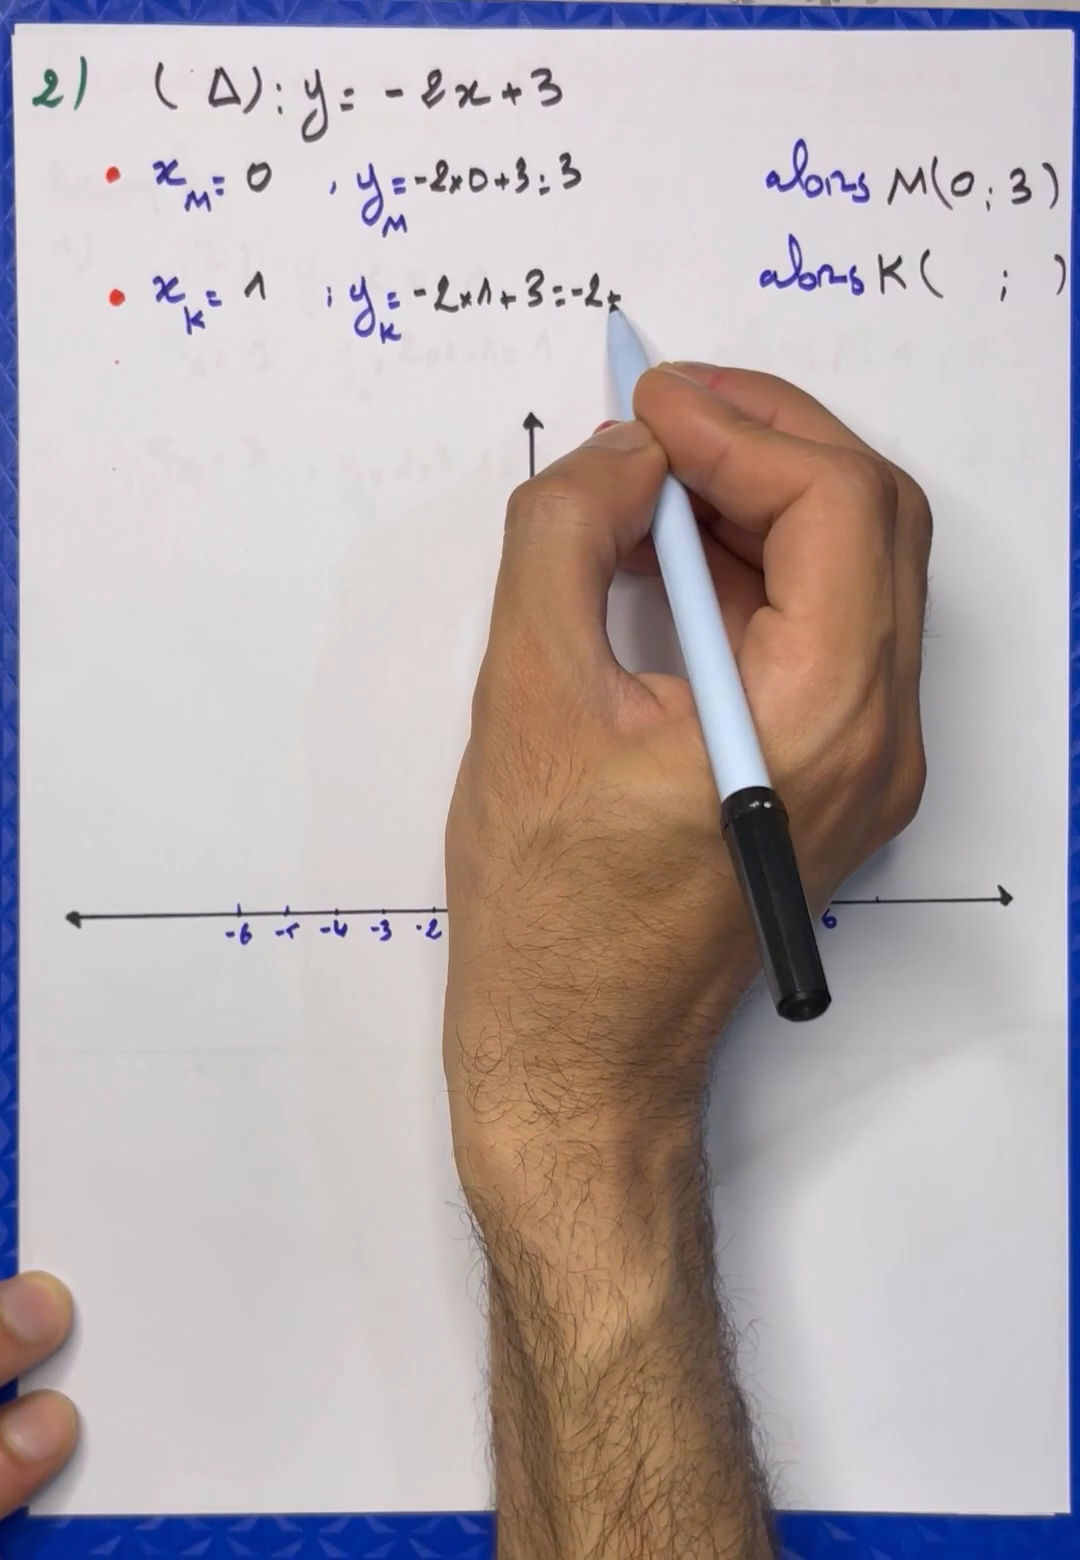 2) (Δ): y = -2x+3
• x_M = 0 , y_M = -2×0+3 = 3 alors M(0 ; 3)
• x_K = 1 ; y_K = -2×1+3 = -2+ alors K( ; )
-6 -5 -4 -3 -2 6